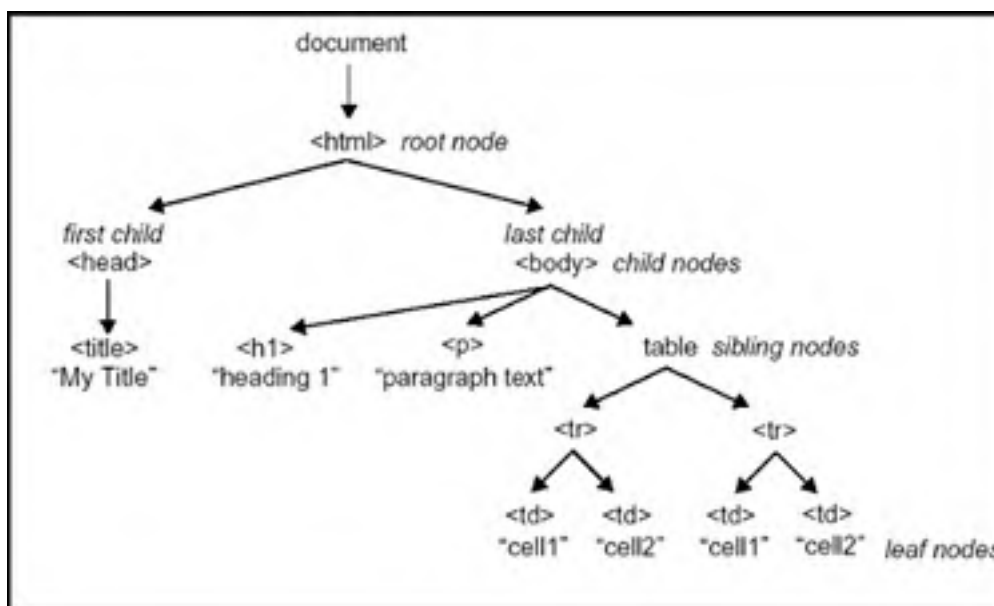 document
<html> root node
first child last child
<head> <body> child nodes
<title> <h1> <p> table sibling nodes
"My Title" "heading 1" "paragraph text"
<tr> <tr>
<td> <td> <td> <td>
"cell1" "cell2" "cell1" "cell2" leaf nodes